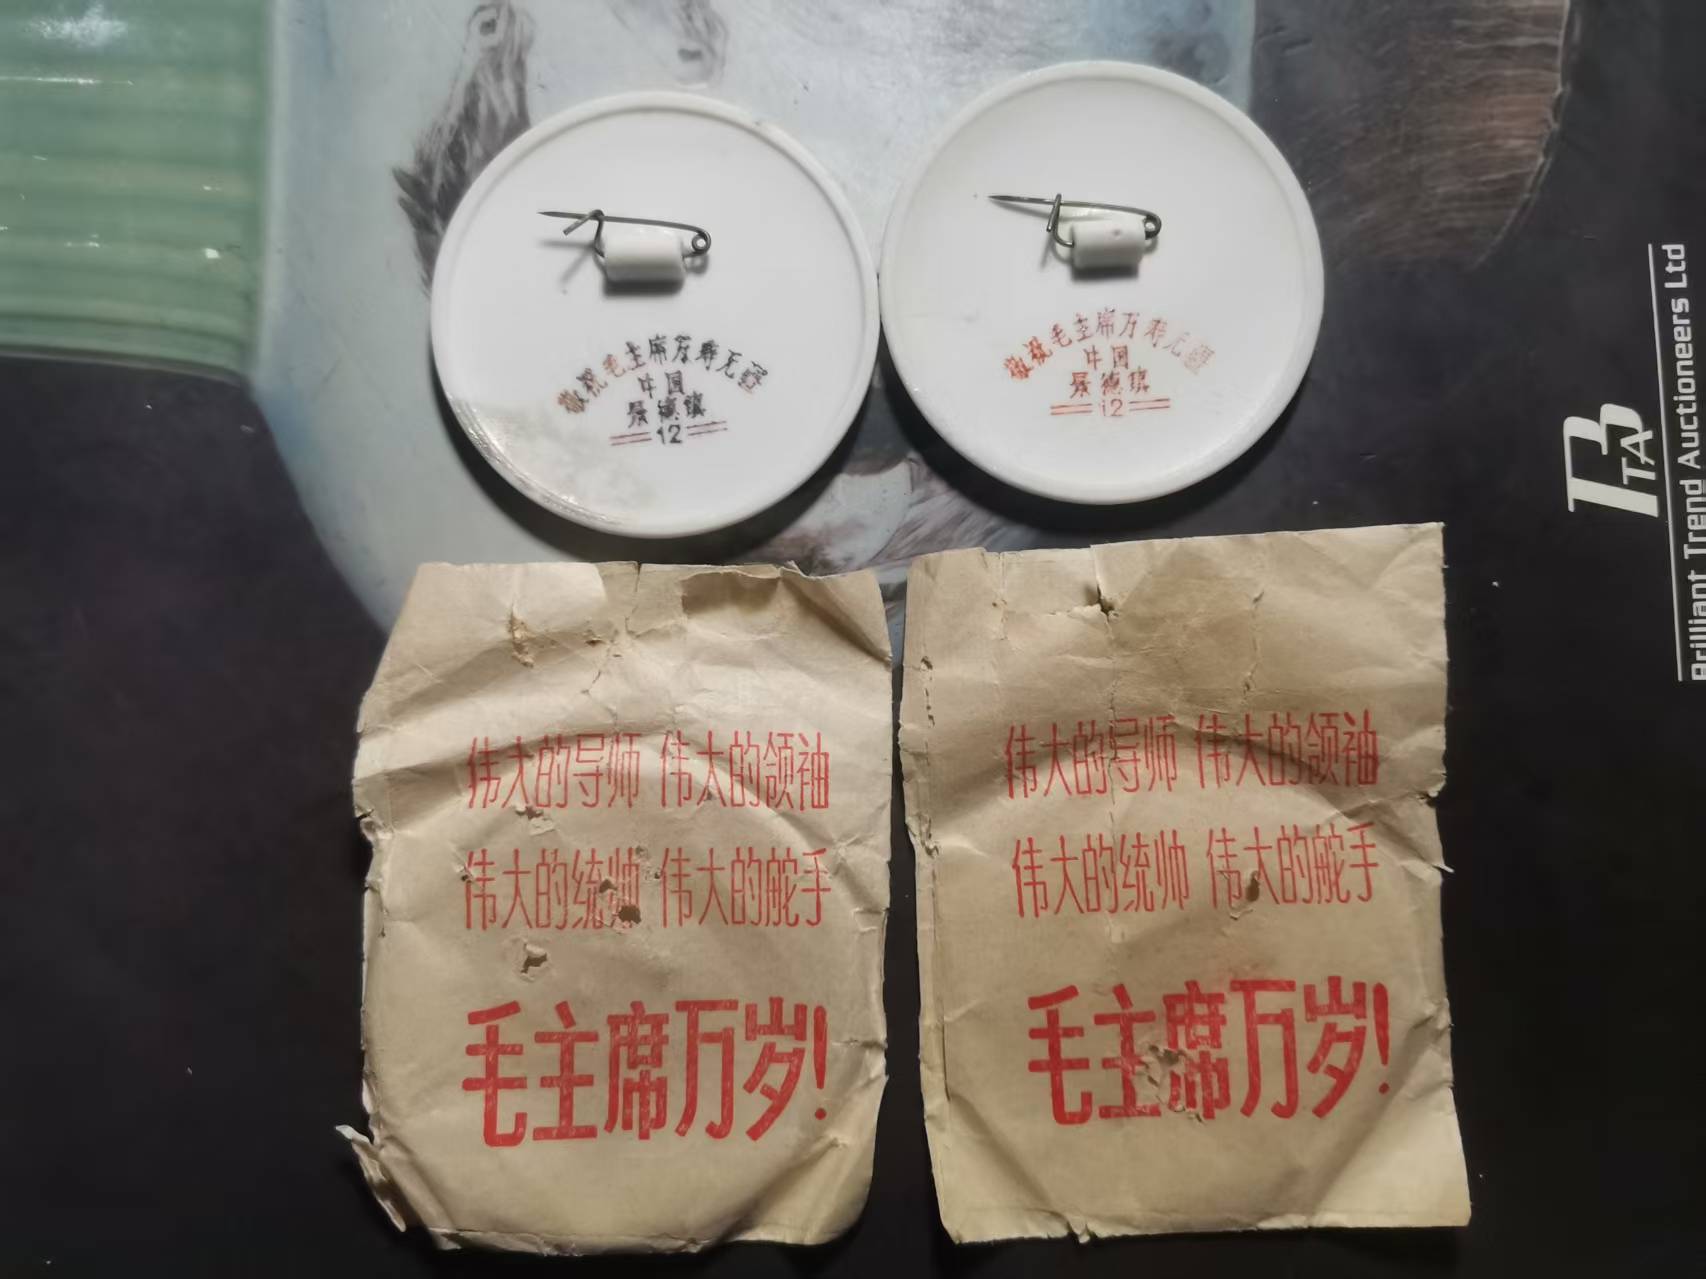 敬祝毛主席万寿无疆
中国
景德镇
12
敬祝毛主席万寿无疆
中国
景德镇
12
伟大的导师 伟大的领袖
伟大的统帅 伟大的舵手
毛主席万岁!
伟大的导师 伟大的领袖
伟大的统帅 伟大的舵手
毛主席万岁!
BTA
Brilliant Trend Auctioneers Ltd